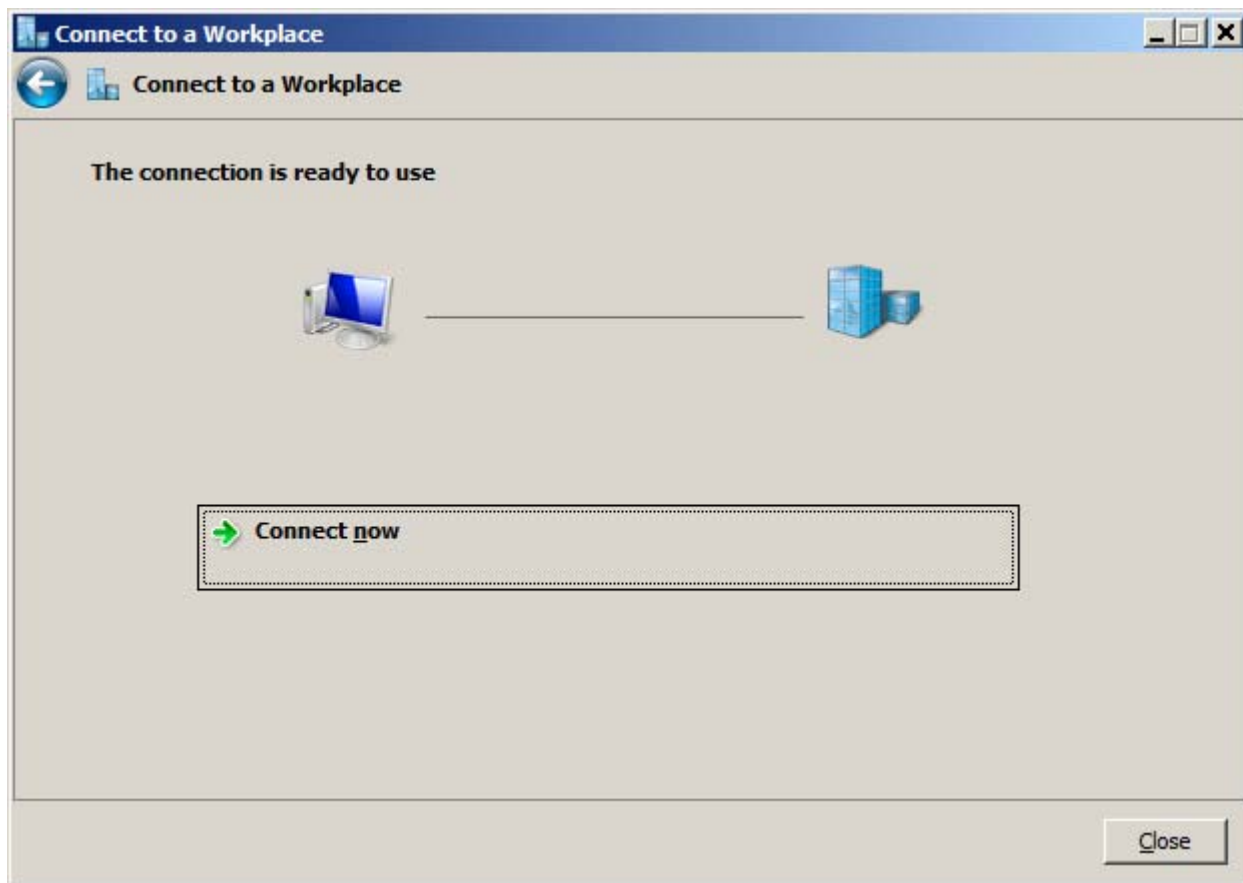 Connect to a Workplace
Connect to a Workplace
The connection is ready to use
Connect now
Close